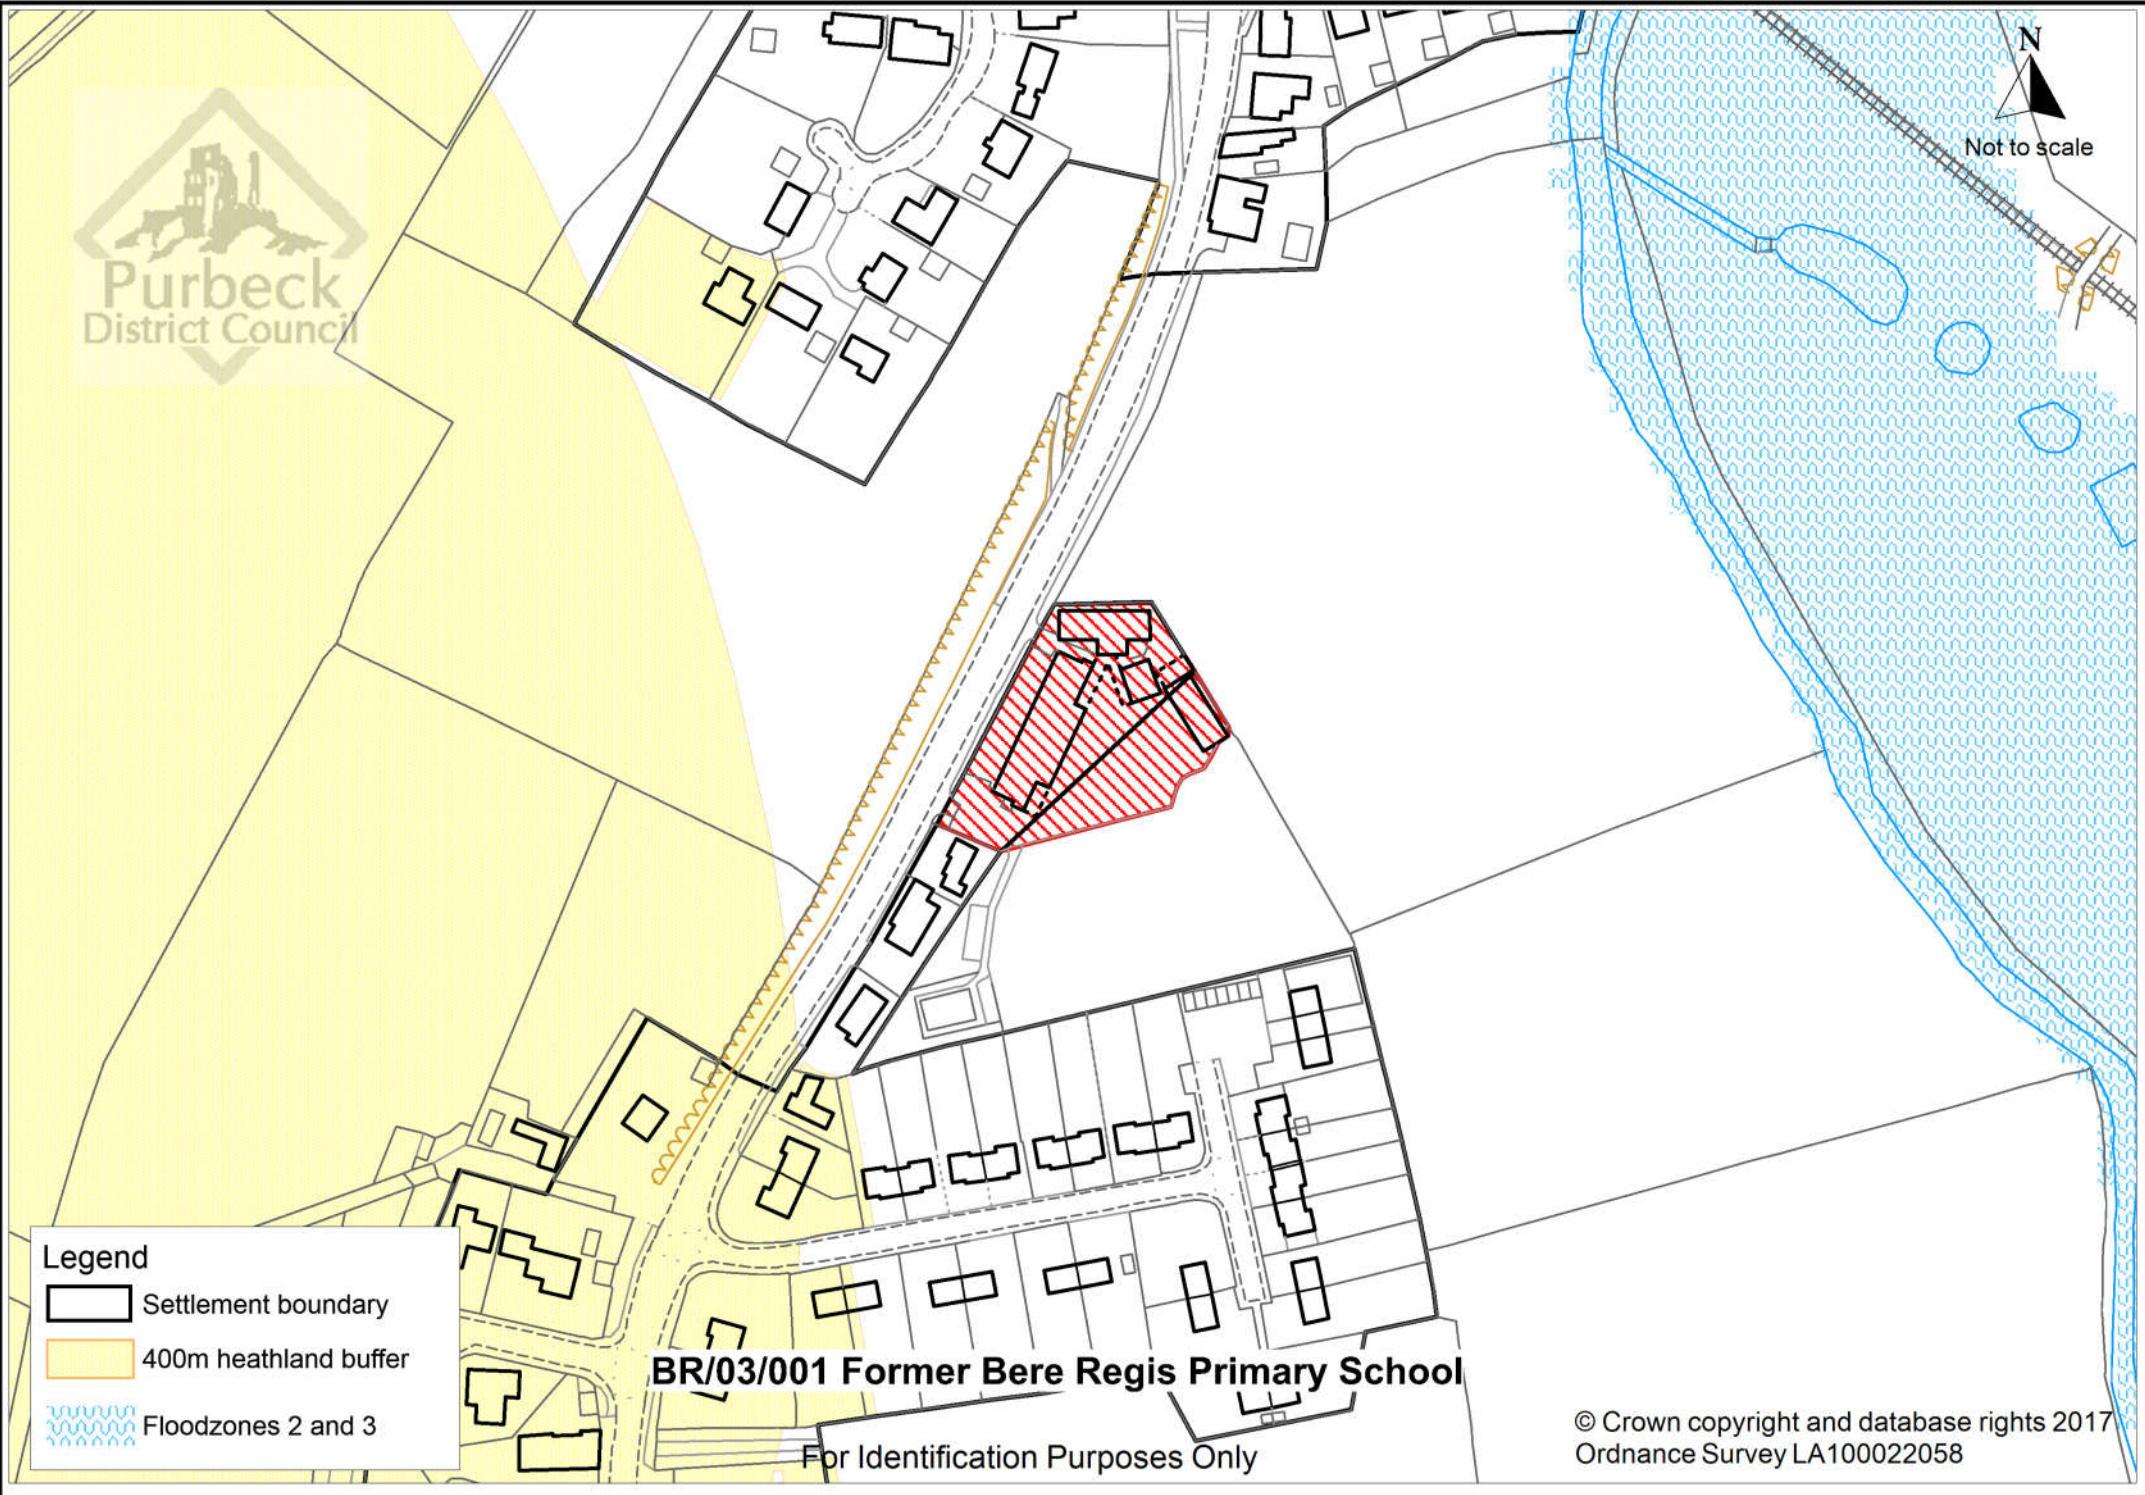 N
Not to scale
Purbeck
District Council
Legend
Settlement boundary
400m heathland buffer
Floodzones 2 and 3
BR/03/001 Former Bere Regis Primary School
For Identification Purposes Only
© Crown copyright and database rights 2017
Ordnance Survey LA100022058